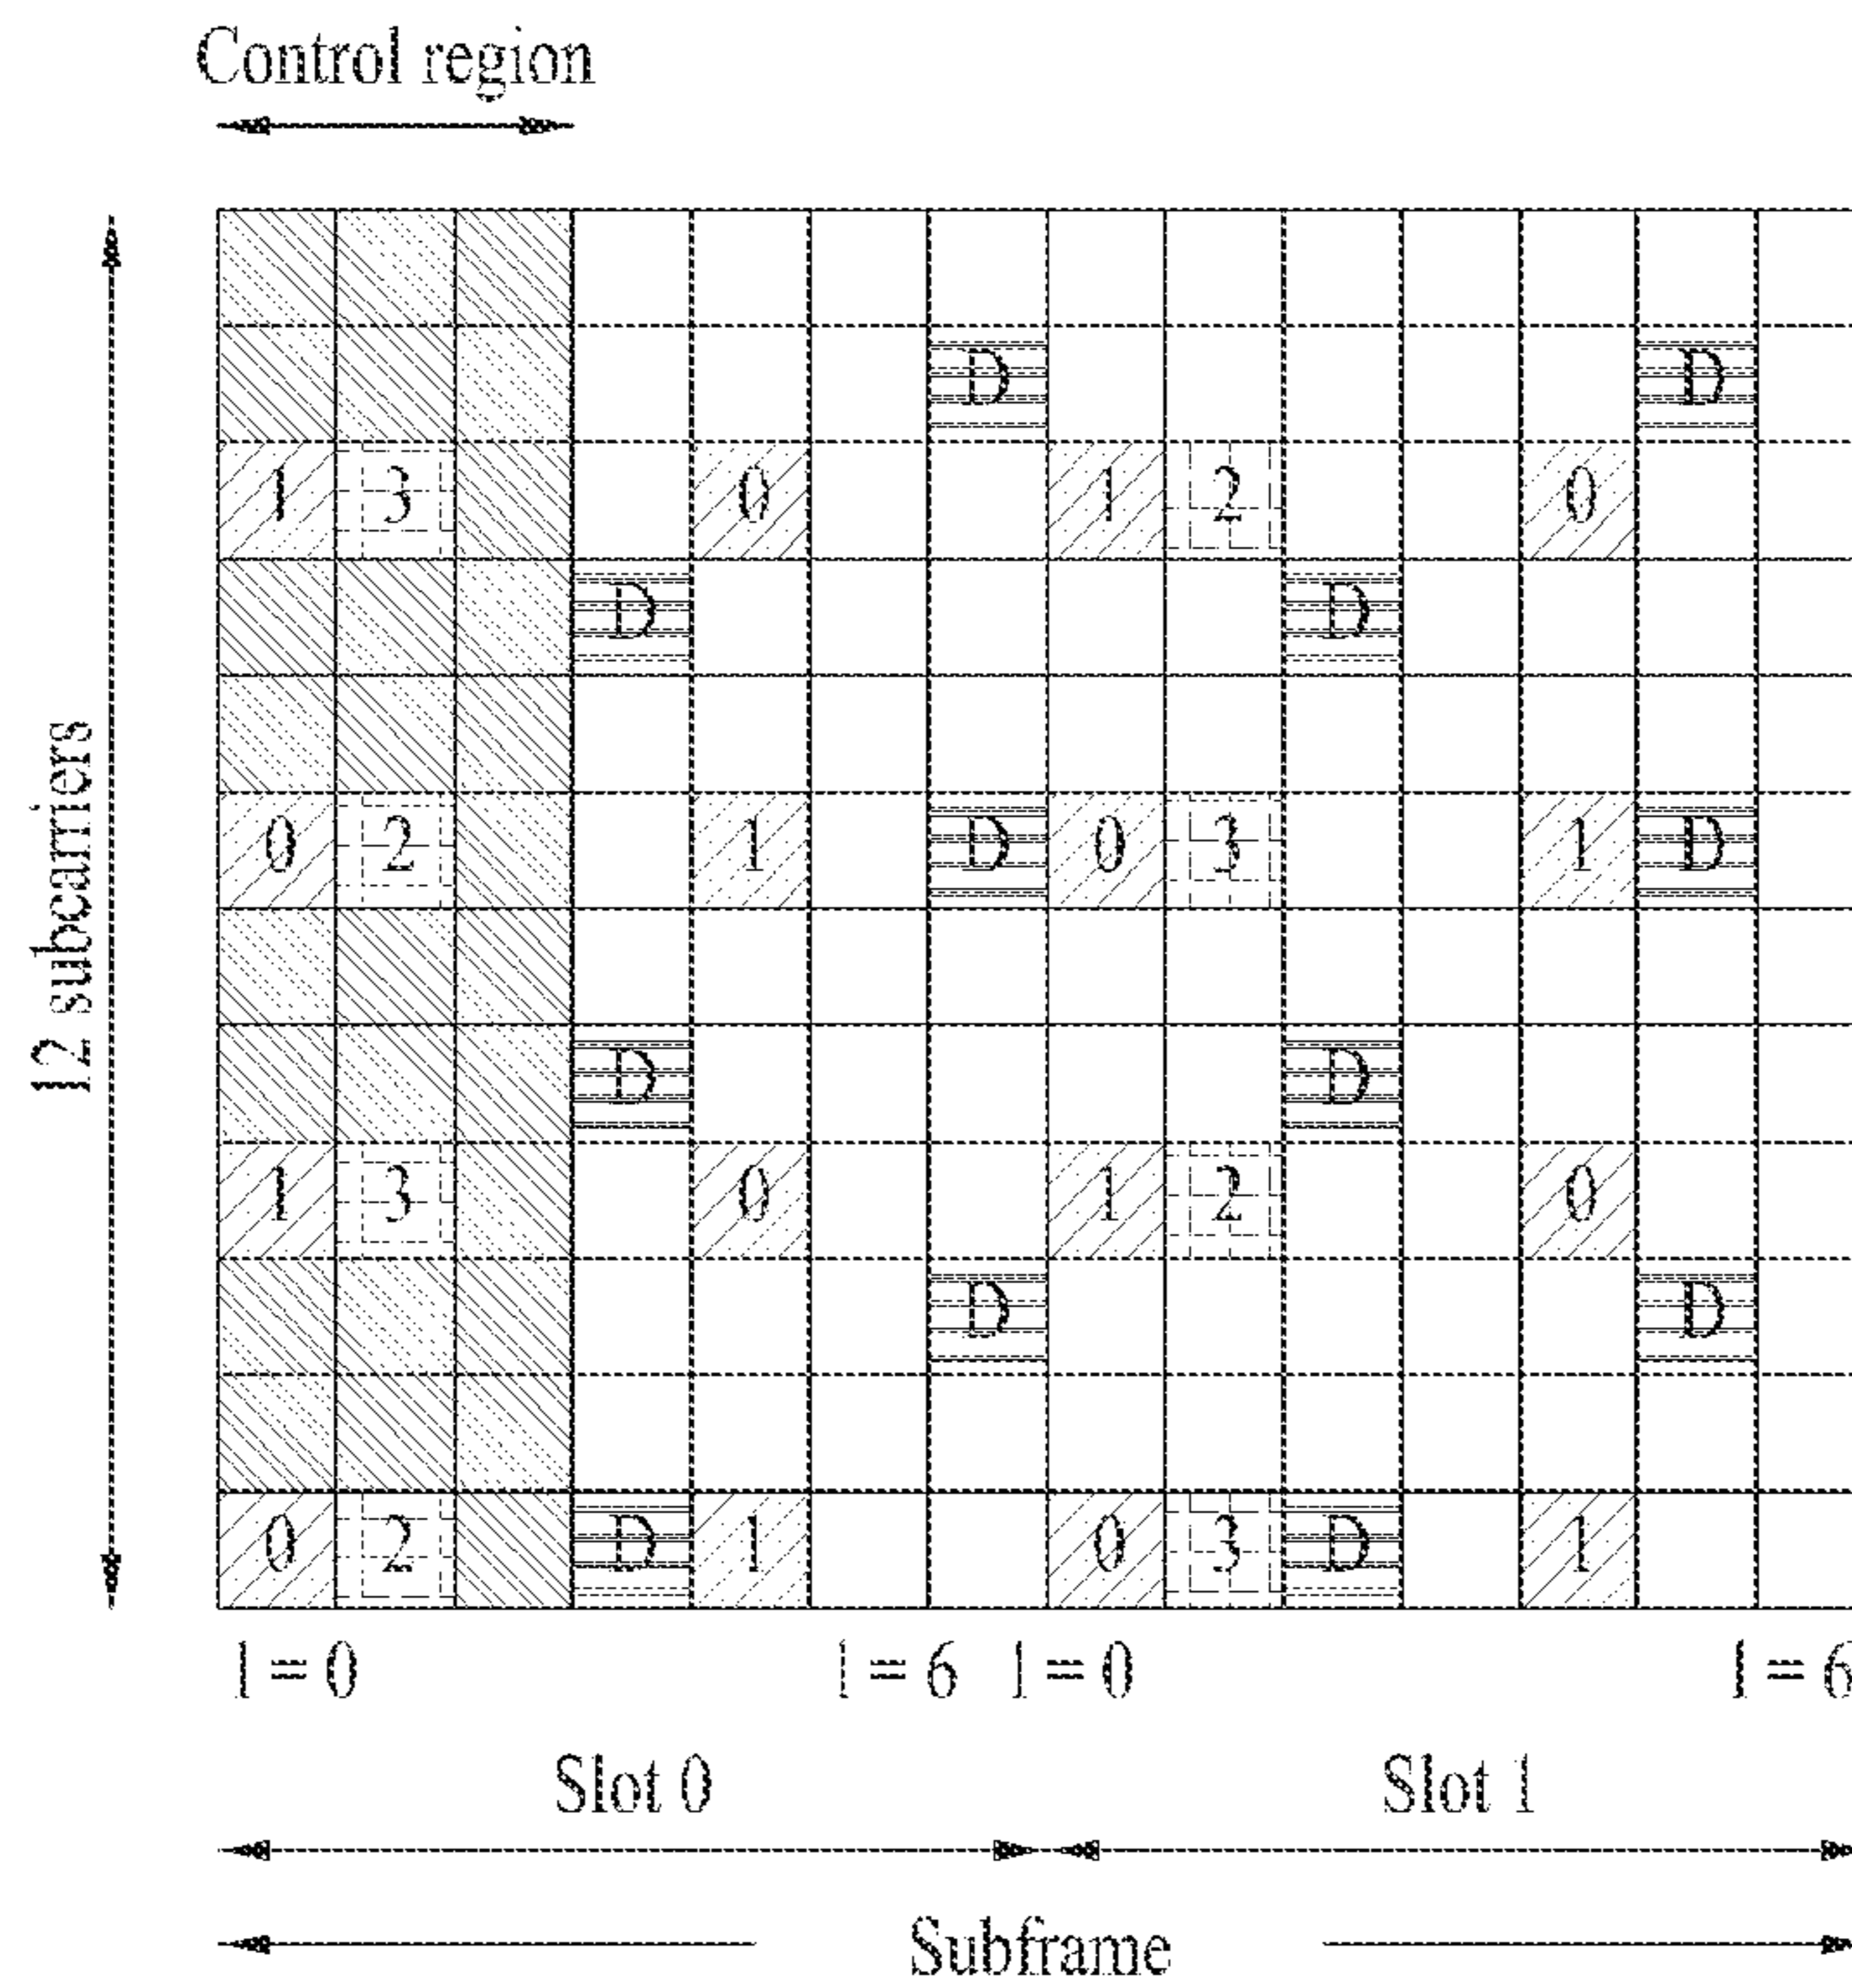 Control region
D D
1 3 0 1 2 0
D D
12 subcarriers
0 2 1 D 0 3 1 D
D D
1 3 0 1 2 0
D D
0 2 D 1 0 3 D 1
l = 0 l = 6 l = 0 l = 6
Slot 0 Slot 1
Subframe